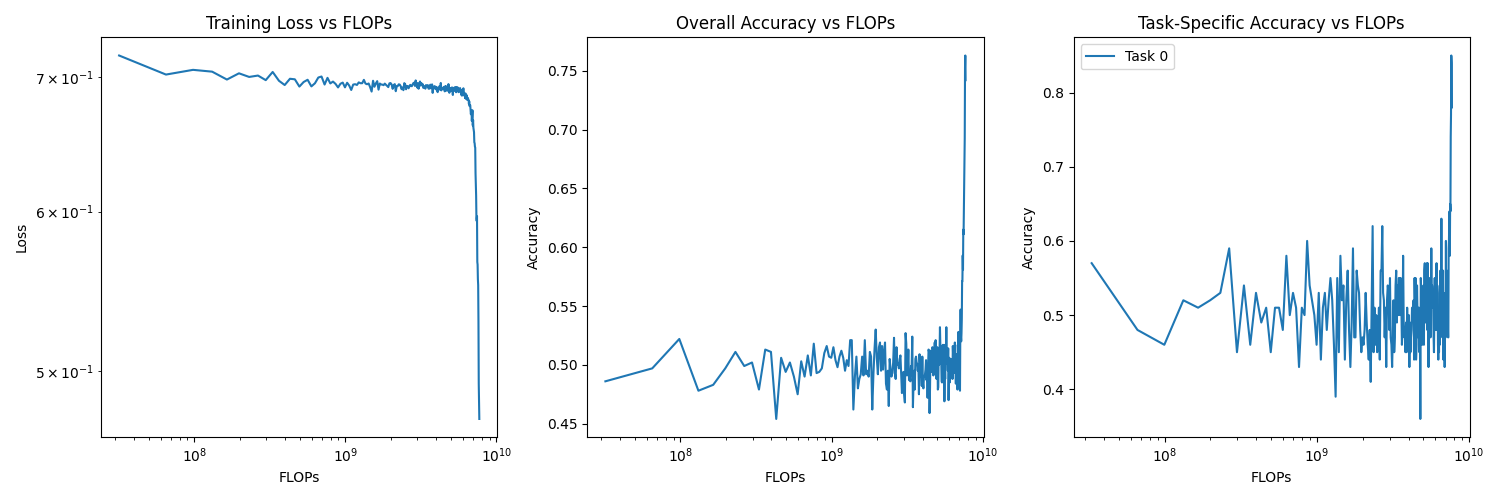 Training Loss vs FLOPs
7 × 10⁻¹
6 × 10⁻¹
5 × 10⁻¹
Loss
10⁸
10⁹
10¹⁰
FLOPs
Overall Accuracy vs FLOPs
0.75
0.70
0.65
0.60
0.55
0.50
0.45
Accuracy
10⁸
10⁹
10¹⁰
FLOPs
Task-Specific Accuracy vs FLOPs
Task 0
0.8
0.7
0.6
0.5
0.4
Accuracy
10⁸
10⁹
10¹⁰
FLOPs